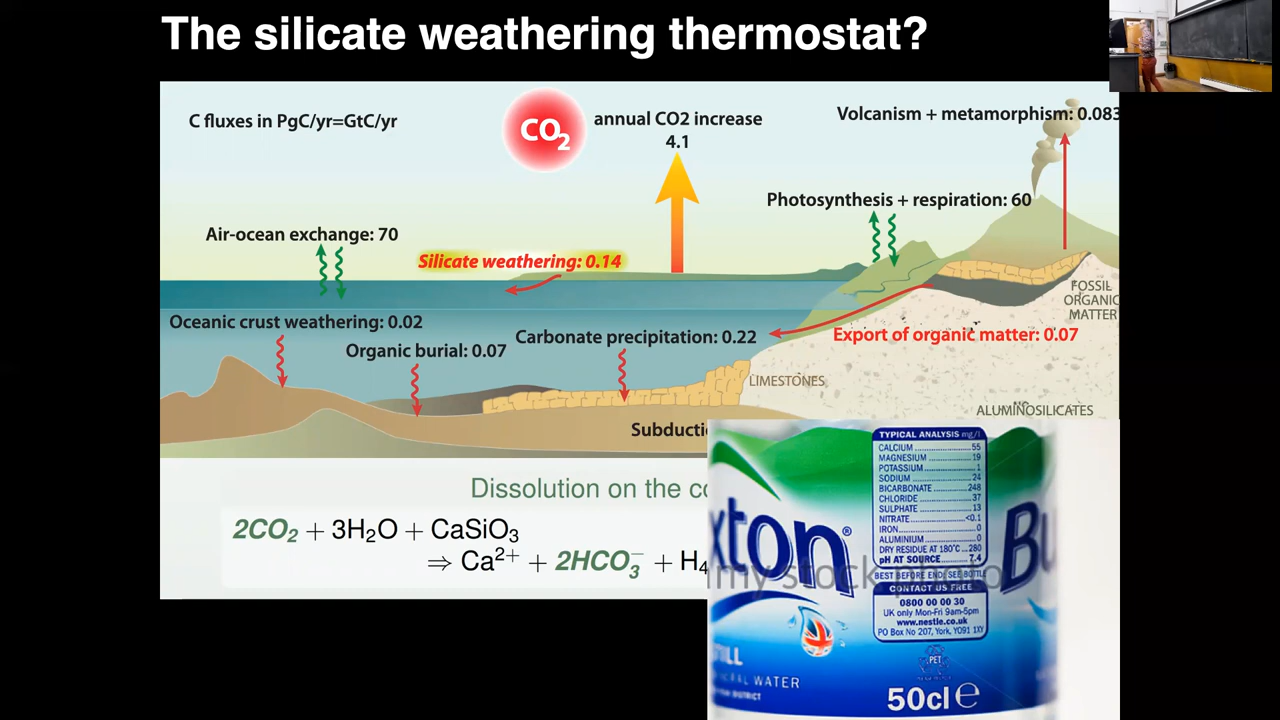 The silicate weathering thermostat?
C fluxes in PgC/yr=GtC/yr
CO₂
annual CO2 increase
4.1
Volcanism + metamorphism: 0.083
Photosynthesis + respiration: 60
Air-ocean exchange: 70
Silicate weathering: 0.14
FOSSIL
ORGANIC
MATTER
Oceanic crust weathering: 0.02
Organic burial: 0.07
Carbonate precipitation: 0.22
Export of organic matter: 0.07
LIMESTONES
ALUMINOSILICATES
Subducti
Dissolution on the co
2CO₂ + 3H₂O + CaSiO₃
⇒ Ca²⁺ + 2HCO₃⁻ + H₄
TYPICAL ANALYSIS mg/l
CALCIUM 55
MAGNESIUM 19
POTASSIUM 1
SODIUM 24
BICARBONATE 248
CHLORIDE 37
SULPHATE 13
NITRATE <0.1
IRON 0
ALUMINIUM 0
DRY RESIDUE AT 180°C 280
pH AT SOURCE 7.4
BEST BEFORE END: SEE BOTTLE
CONTACT US FREE
0800 00 00 30
UK only Mon-Fri 9am-5pm
www.nestle.co.uk
PO Box No 207, York, YO91 1XY
xton®
Bu
my stock photo
PET
WATER
50cl e